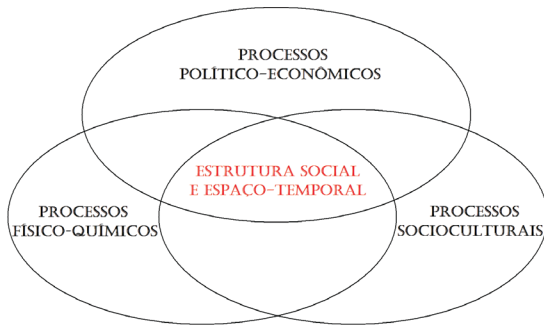 PROCESSOS
POLÍTICO-ECONÔMICOS
ESTRUTURA SOCIAL
E ESPAÇO-TEMPORAL
PROCESSOS
FÍSICO-QUÍMICOS
PROCESSOS
SOCIOCULTURAIS